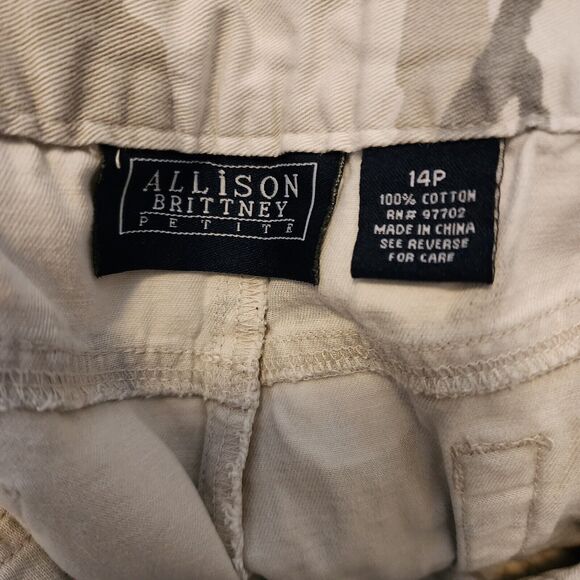 ALLiSON
BRITTNEY
PETITE
14P
100% COTTON
RN# 97702
MADE IN CHINA
SEE REVERSE
FOR CARE